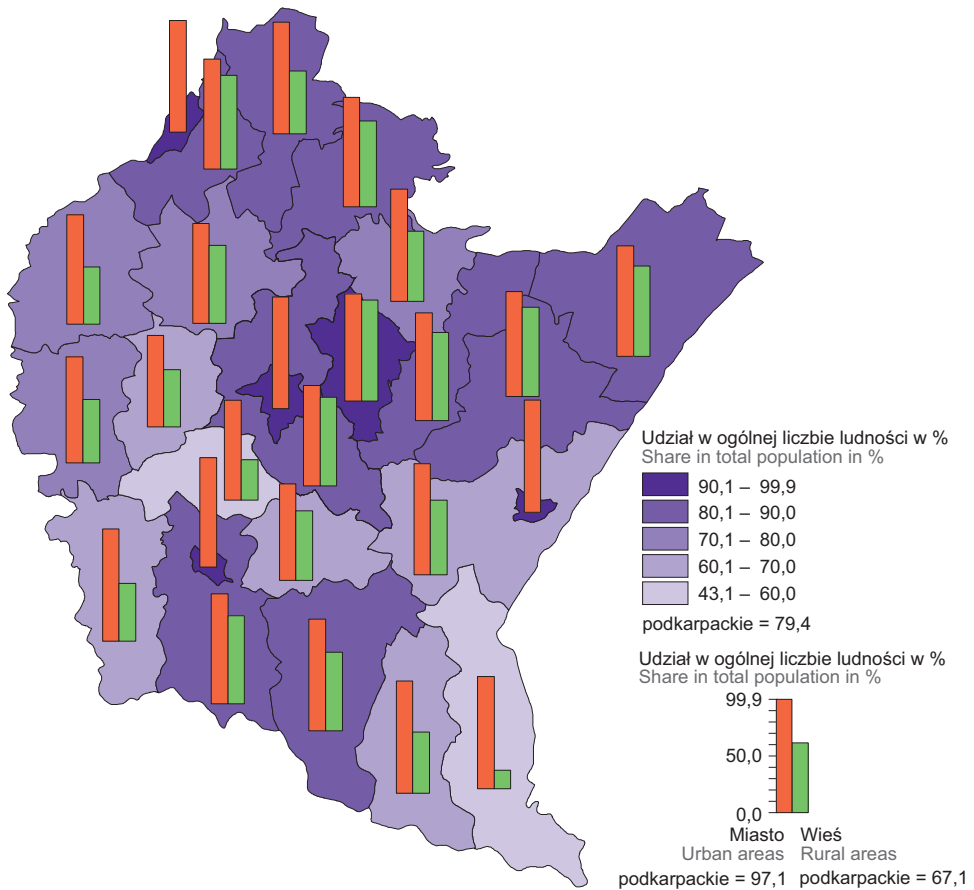 Udział w ogólnej liczbie ludności w %
Share in total population in %
90,1 – 99,9
80,1 – 90,0
70,1 – 80,0
60,1 – 70,0
43,1 – 60,0
podkarpackie = 79,4
Udział w ogólnej liczbie ludności w %
Share in total population in %
99,9
50,0
0,0
Miasto Wieś
Urban areas Rural areas
podkarpackie = 97,1 podkarpackie = 67,1